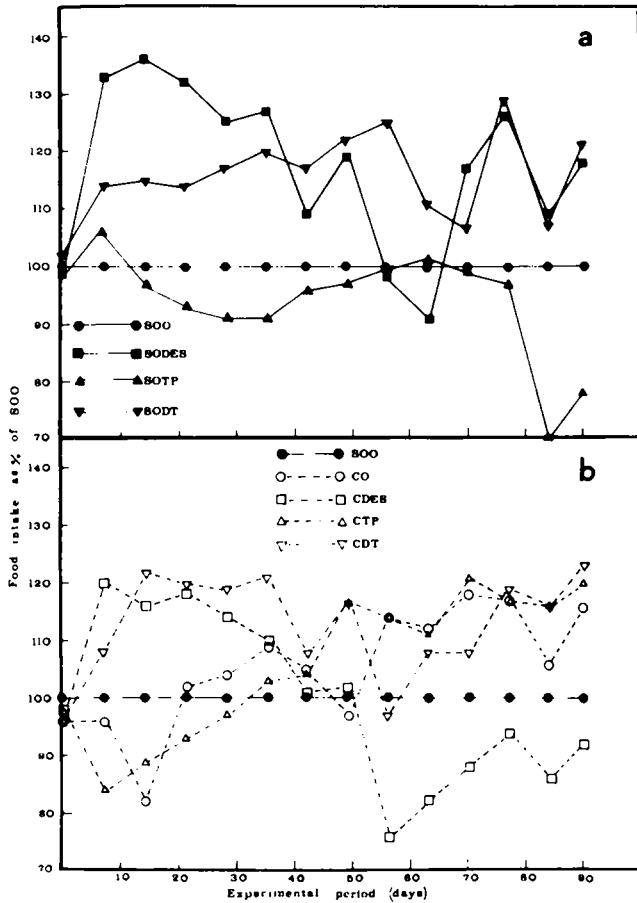 a
140
130
120
110
100
90
80
70
SOO
SODES
SOTP
SODT
Food intake as % of SOO
b
140
130
120
110
100
90
80
70
SOO
CO
CDES
CTP
CDT
10 20 30 40 50 60 70 80 90
Experimental period (days)